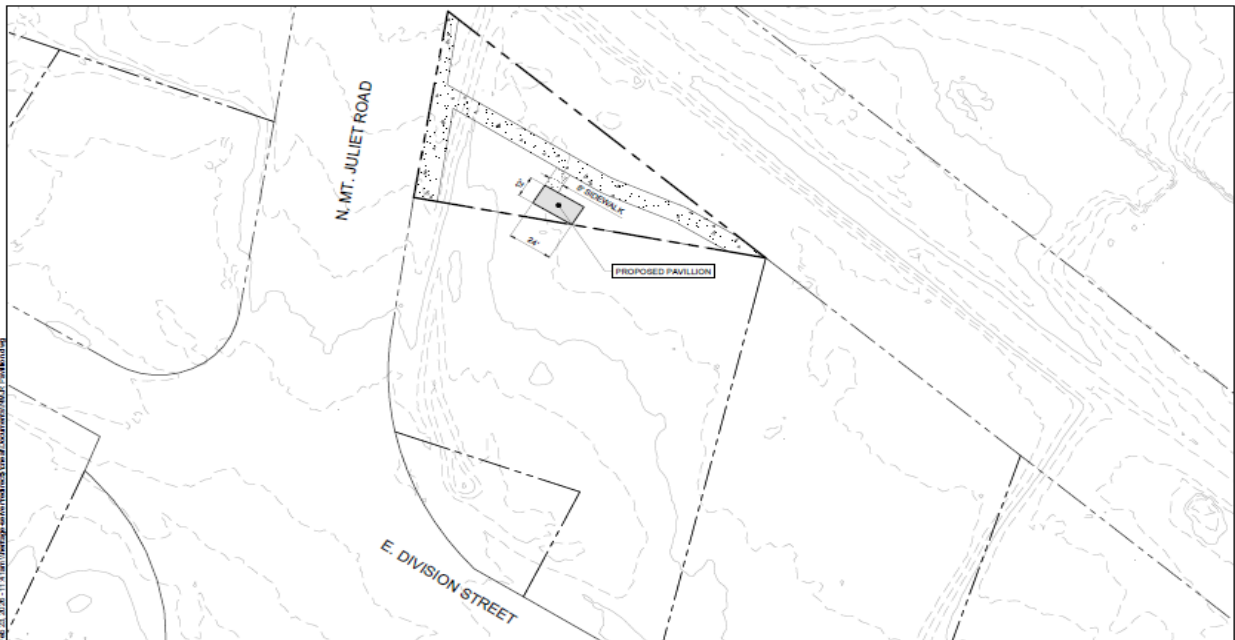 N. MT. JULIET ROAD
5' SIDEWALK
24'
PROPOSED PAVILLION
E. DIVISION STREET